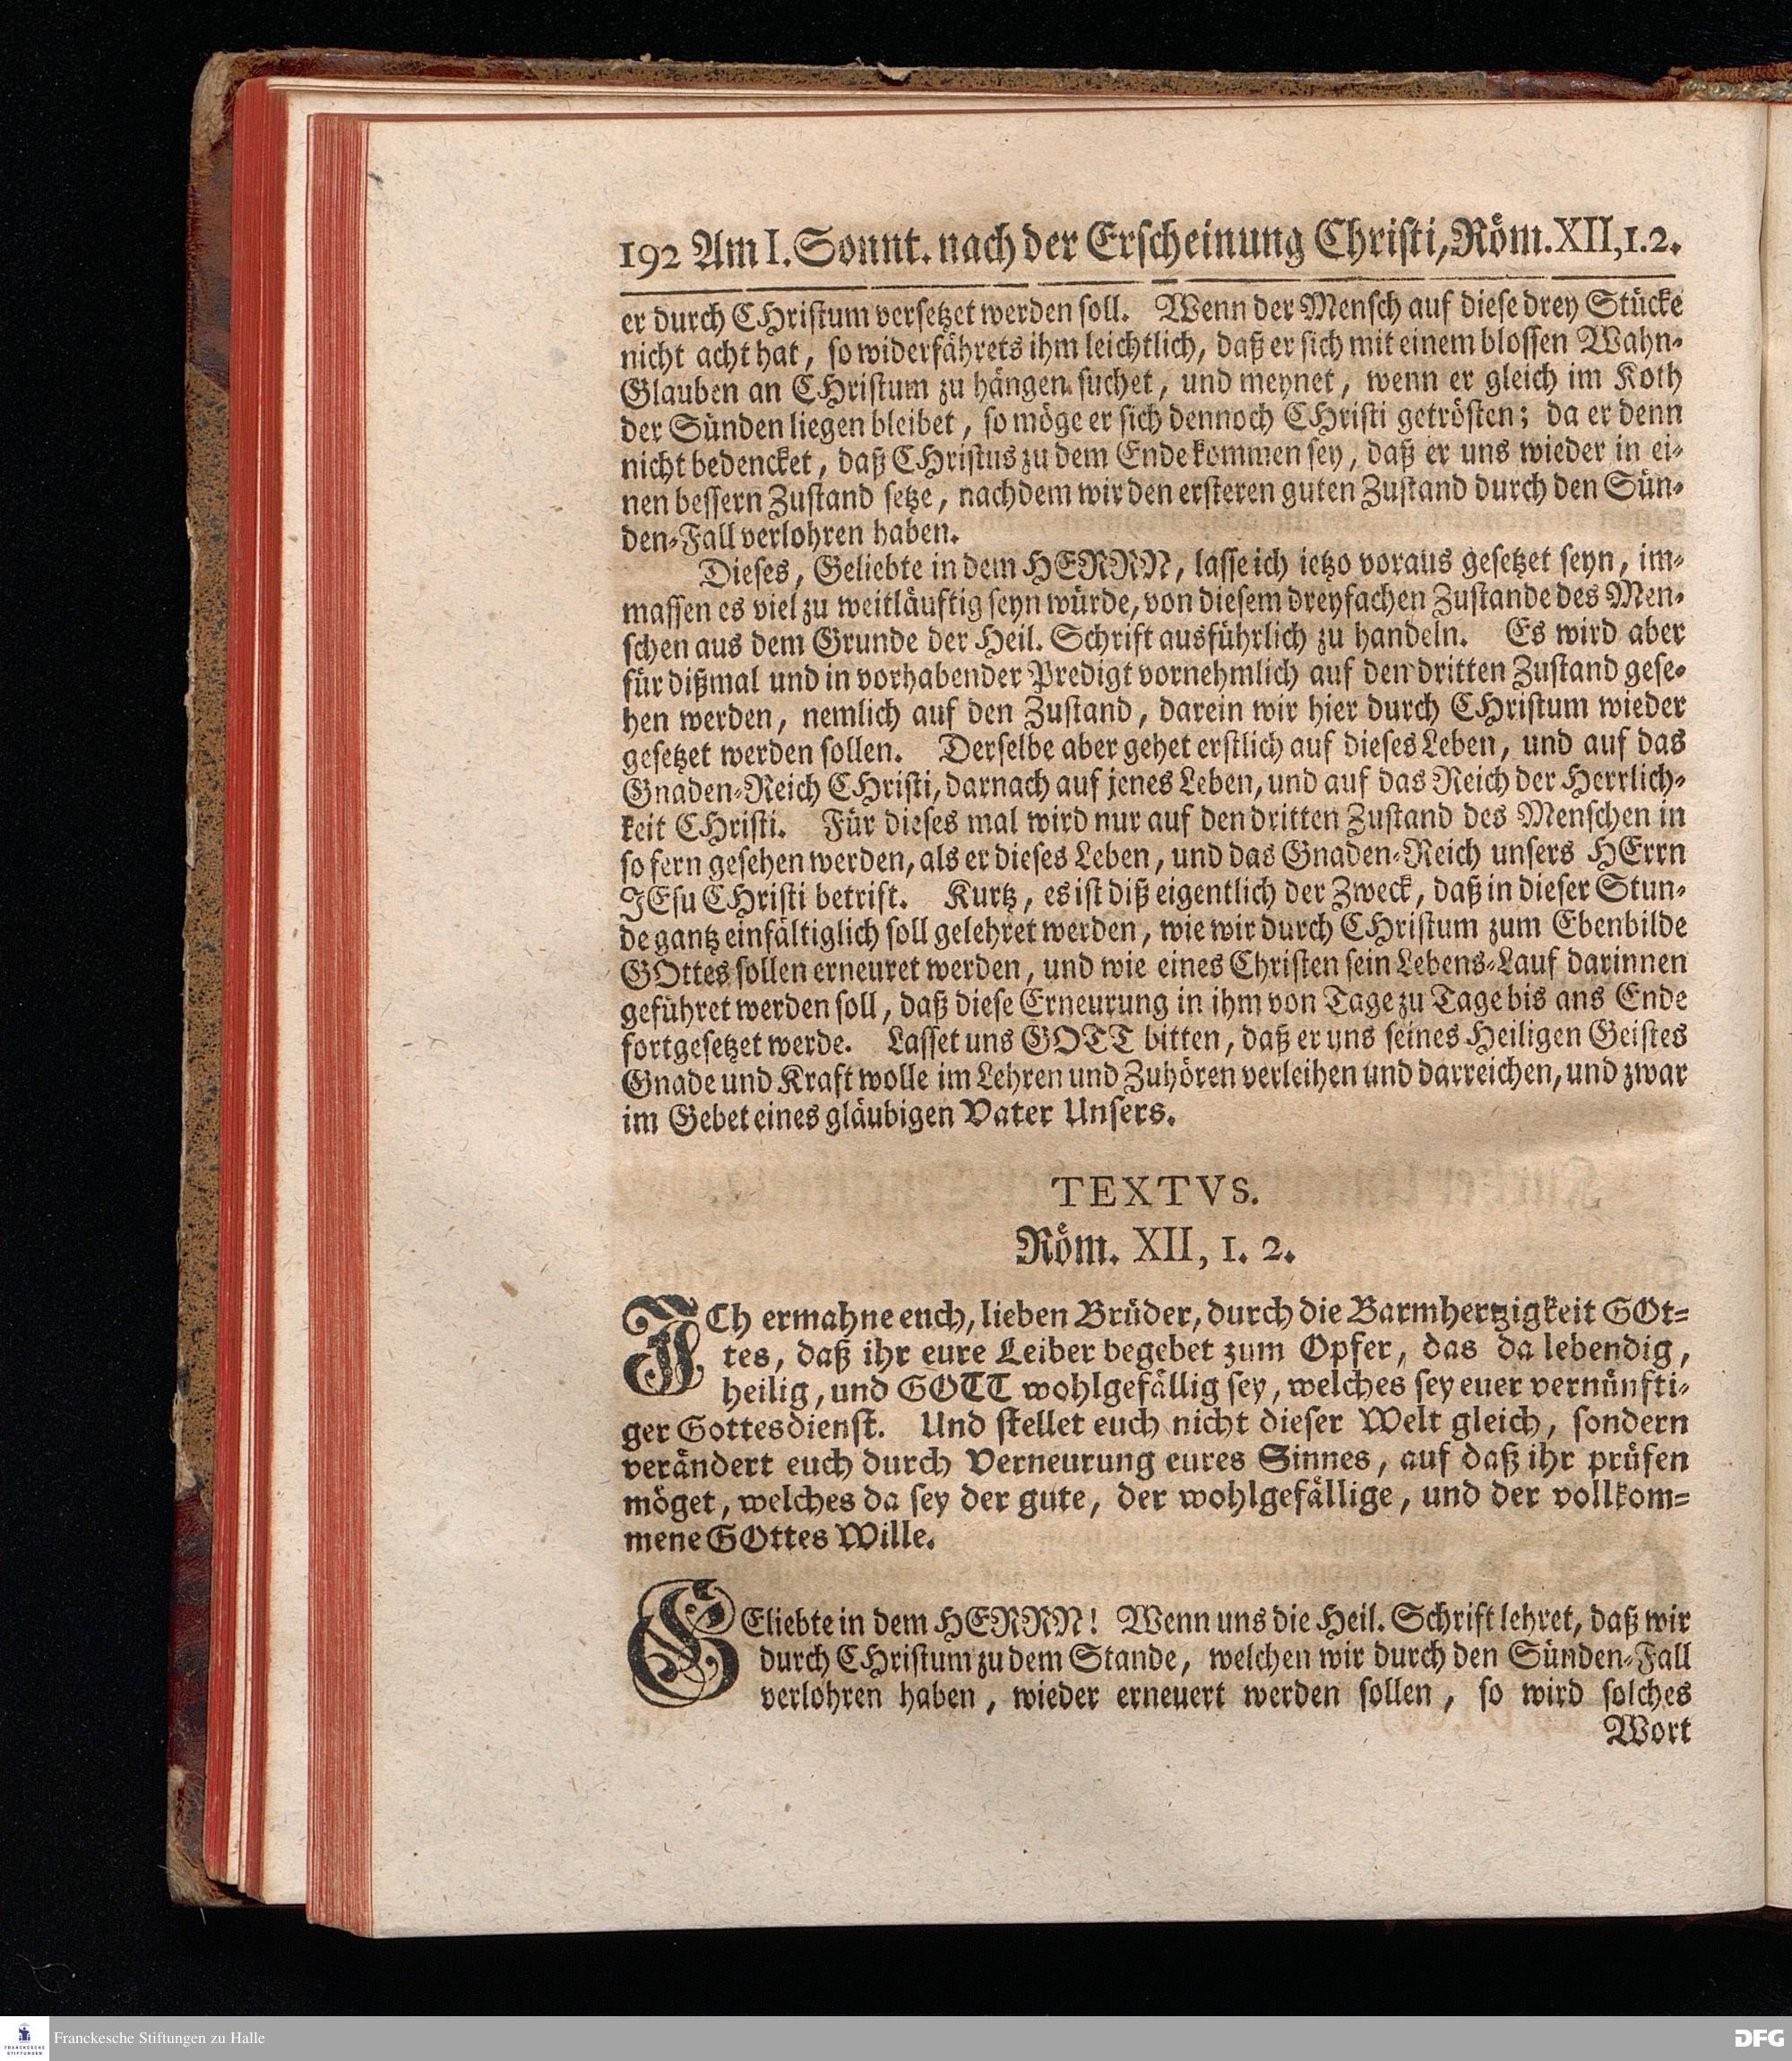 192 Am I. Sonnt. nach der Erscheinung Christi, Röm. XII, 1. 2.
er durch CHristum versetzet werden soll. Wenn der Mensch auf diese drey Stücke
nicht acht hat, so widerfährets ihm leichtlich, daß er sich mit einem blossen Wahn-
Glauben an CHristum zu hängen suchet, und meynet, wenn er gleich im Koth
der Sünden liegen bleibet, so möge er sich dennoch CHristi getrösten; da er denn
nicht bedencket, daß CHristus zu dem Ende kommen sey, daß er uns wieder in ei-
nen bessern Zustand setze, nachdem wir den ersteren guten Zustand durch den Sün-
den-Fall verlohren haben.
Dieses, Geliebte in dem HERRN, lasse ich ietzo voraus gesetzet seyn, im-
massen es viel zu weitläuftig seyn würde, von diesem dreyfachen Zustande des Men-
schen aus dem Grunde der Heil. Schrift ausführlich zu handeln. Es wird aber
für dißmal und in vorhabender Predigt vornehmlich auf den dritten Zustand gese-
hen werden, nemlich auf den Zustand, darein wir hier durch CHristum wieder
gesetzet werden sollen. Derselbe aber gehet erstlich auf dieses Leben, und auf das
Gnaden-Reich CHristi, darnach auf jenes Leben, und auf das Reich der Herrlich-
keit CHristi. Für dieses mal wird nur auf den dritten Zustand des Menschen in
so fern gesehen werden, als er dieses Leben, und das Gnaden-Reich unsers HErrn
JEsu CHristi betrift. Kurtz, es ist diß eigentlich der Zweck, daß in dieser Stun-
de gantz einfältiglich soll gelehret werden, wie wir durch CHristum zum Ebenbilde
GOttes sollen erneuret werden, und wie eines Christen sein Lebens-Lauf darinnen
geführet werden soll, daß diese Erneurung in ihm von Tage zu Tage bis ans Ende
fortgesetzet werde. Lasset uns GOTT bitten, daß er uns seines Heiligen Geistes
Gnade und Kraft wolle im Lehren und Zuhören verleihen und darreichen, und zwar
im Gebet eines gläubigen Vater Unsers.
TEXTVS.
Röm. XII, 1. 2.
JCh ermahne euch, lieben Brüder, durch die Barmhertzigkeit GOt-
tes, daß ihr eure Leiber begebet zum Opfer, das da lebendig,
heilig, und GOTT wohlgefällig sey, welches sey euer vernünfti-
ger Gottesdienst. Und stellet euch nicht dieser Welt gleich, sondern
verändert euch durch Verneurung eures Sinnes, auf daß ihr prüfen
möget, welches da sey der gute, der wohlgefällige, und der vollkom-
mene GOttes Wille.
GEliebte in dem HERRN! Wenn uns die Heil. Schrift lehret, daß wir
durch CHristum zu dem Stande, welchen wir durch den Sünden-Fall
verlohren haben, wieder erneuert werden sollen, so wird solches
Wort
FRANCKESCHE STIFTUNGEN
Franckesche Stiftungen zu Halle
DFG